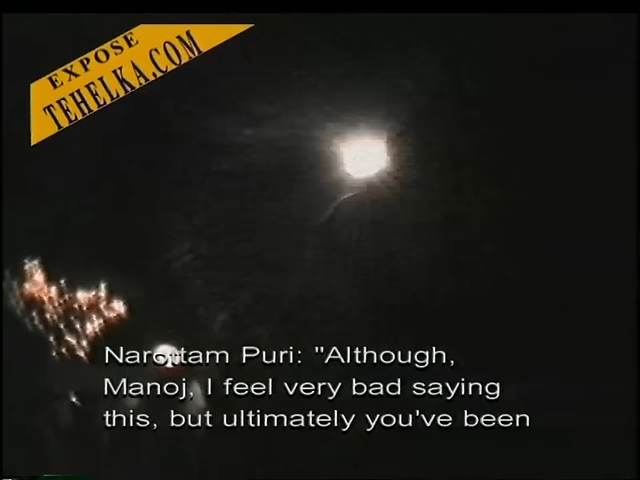 EXPOSE
TEHELKA.COM
Narottam Puri: "Although,
Manoj, I feel very bad saying
this, but ultimately you've been